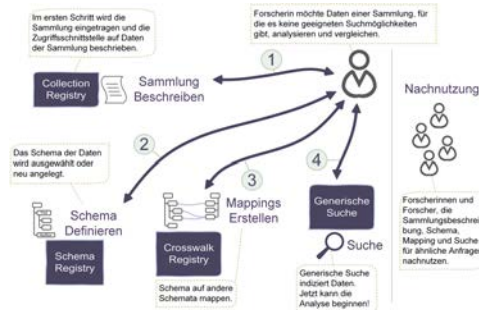 Im ersten Schritt wird die
Sammlung eingetragen und die
Zugriffsschnittstelle auf Daten
der Sammlung beschrieben.
Forscherin möchte Daten einer Sammlung, für
die es keine geeigneten Suchmöglichkeiten
gibt, analysieren und vergleichen.
1
Collection
Registry
Sammlung
Beschreiben
Nachnutzung
2
Das Schema der Daten
wird ausgewählt oder
neu angelegt.
3
4
Schema
Definieren
Schema
Registry
Mappings
Erstellen
Crosswalk
Registry
Schema auf andere
Schemata mappen.
Generische
Suche
Suche
Generische Suche
indiziert Daten.
Jetzt kann die
Analyse beginnen!
Forscherinnen und
Forscher, die
Sammlungsbeschrei
bung, Schema,
Mapping und Suche
für ähnliche Anfragen
nachnutzen.